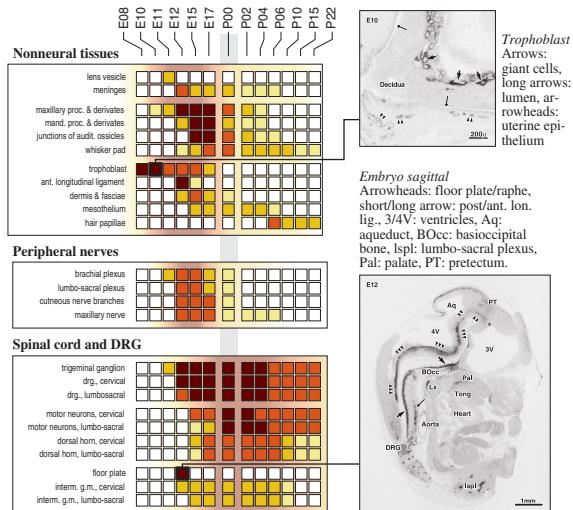 E08
E10
E11
E12
E15
E17
P00
P02
P04
P06
P10
P15
P22
Nonneural tissues
lens vesicle
meninges
maxillary proc. & derivates
mand. proc. & derivates
junctions of audit. ossicles
whisker pad
trophoblast
ant. longitudinal ligament
dermis & fasciae
mesothelium
hair papillae
Peripheral nerves
brachial plexus
lumbo-sacral plexus
cutneous nerve branches
maxillary nerve
Spinal cord and DRG
trigeminal ganglion
drg., cervical
drg., lumbosacral
motor neurons, cervical
motor neurons, lumbo-sacral
dorsal horn, cervical
dorsal horn, lumbo-sacral
floor plate
interm. g.m., cervical
interm. g.m., lumbo-sacral
E10
Decidua
200u
Trophoblast
Arrows:
giant cells,
long arrows:
lumen, ar-
rowheads:
uterine epi-
thelium
Embryo sagittal
Arrowheads: floor plate/raphe,
short/long arrow: post/ant. lon.
lig., 3/4V: ventricles, Aq:
aqueduct, BOcc: basioccipital
bone, lspl: lumbo-sacral plexus,
Pal: palate, PT: pretectum.
E12
Aq
PT
*
4V
3V
BOcc
Pal
Lx
Tong
Heart
Aorta
DRG
lspl
1mm